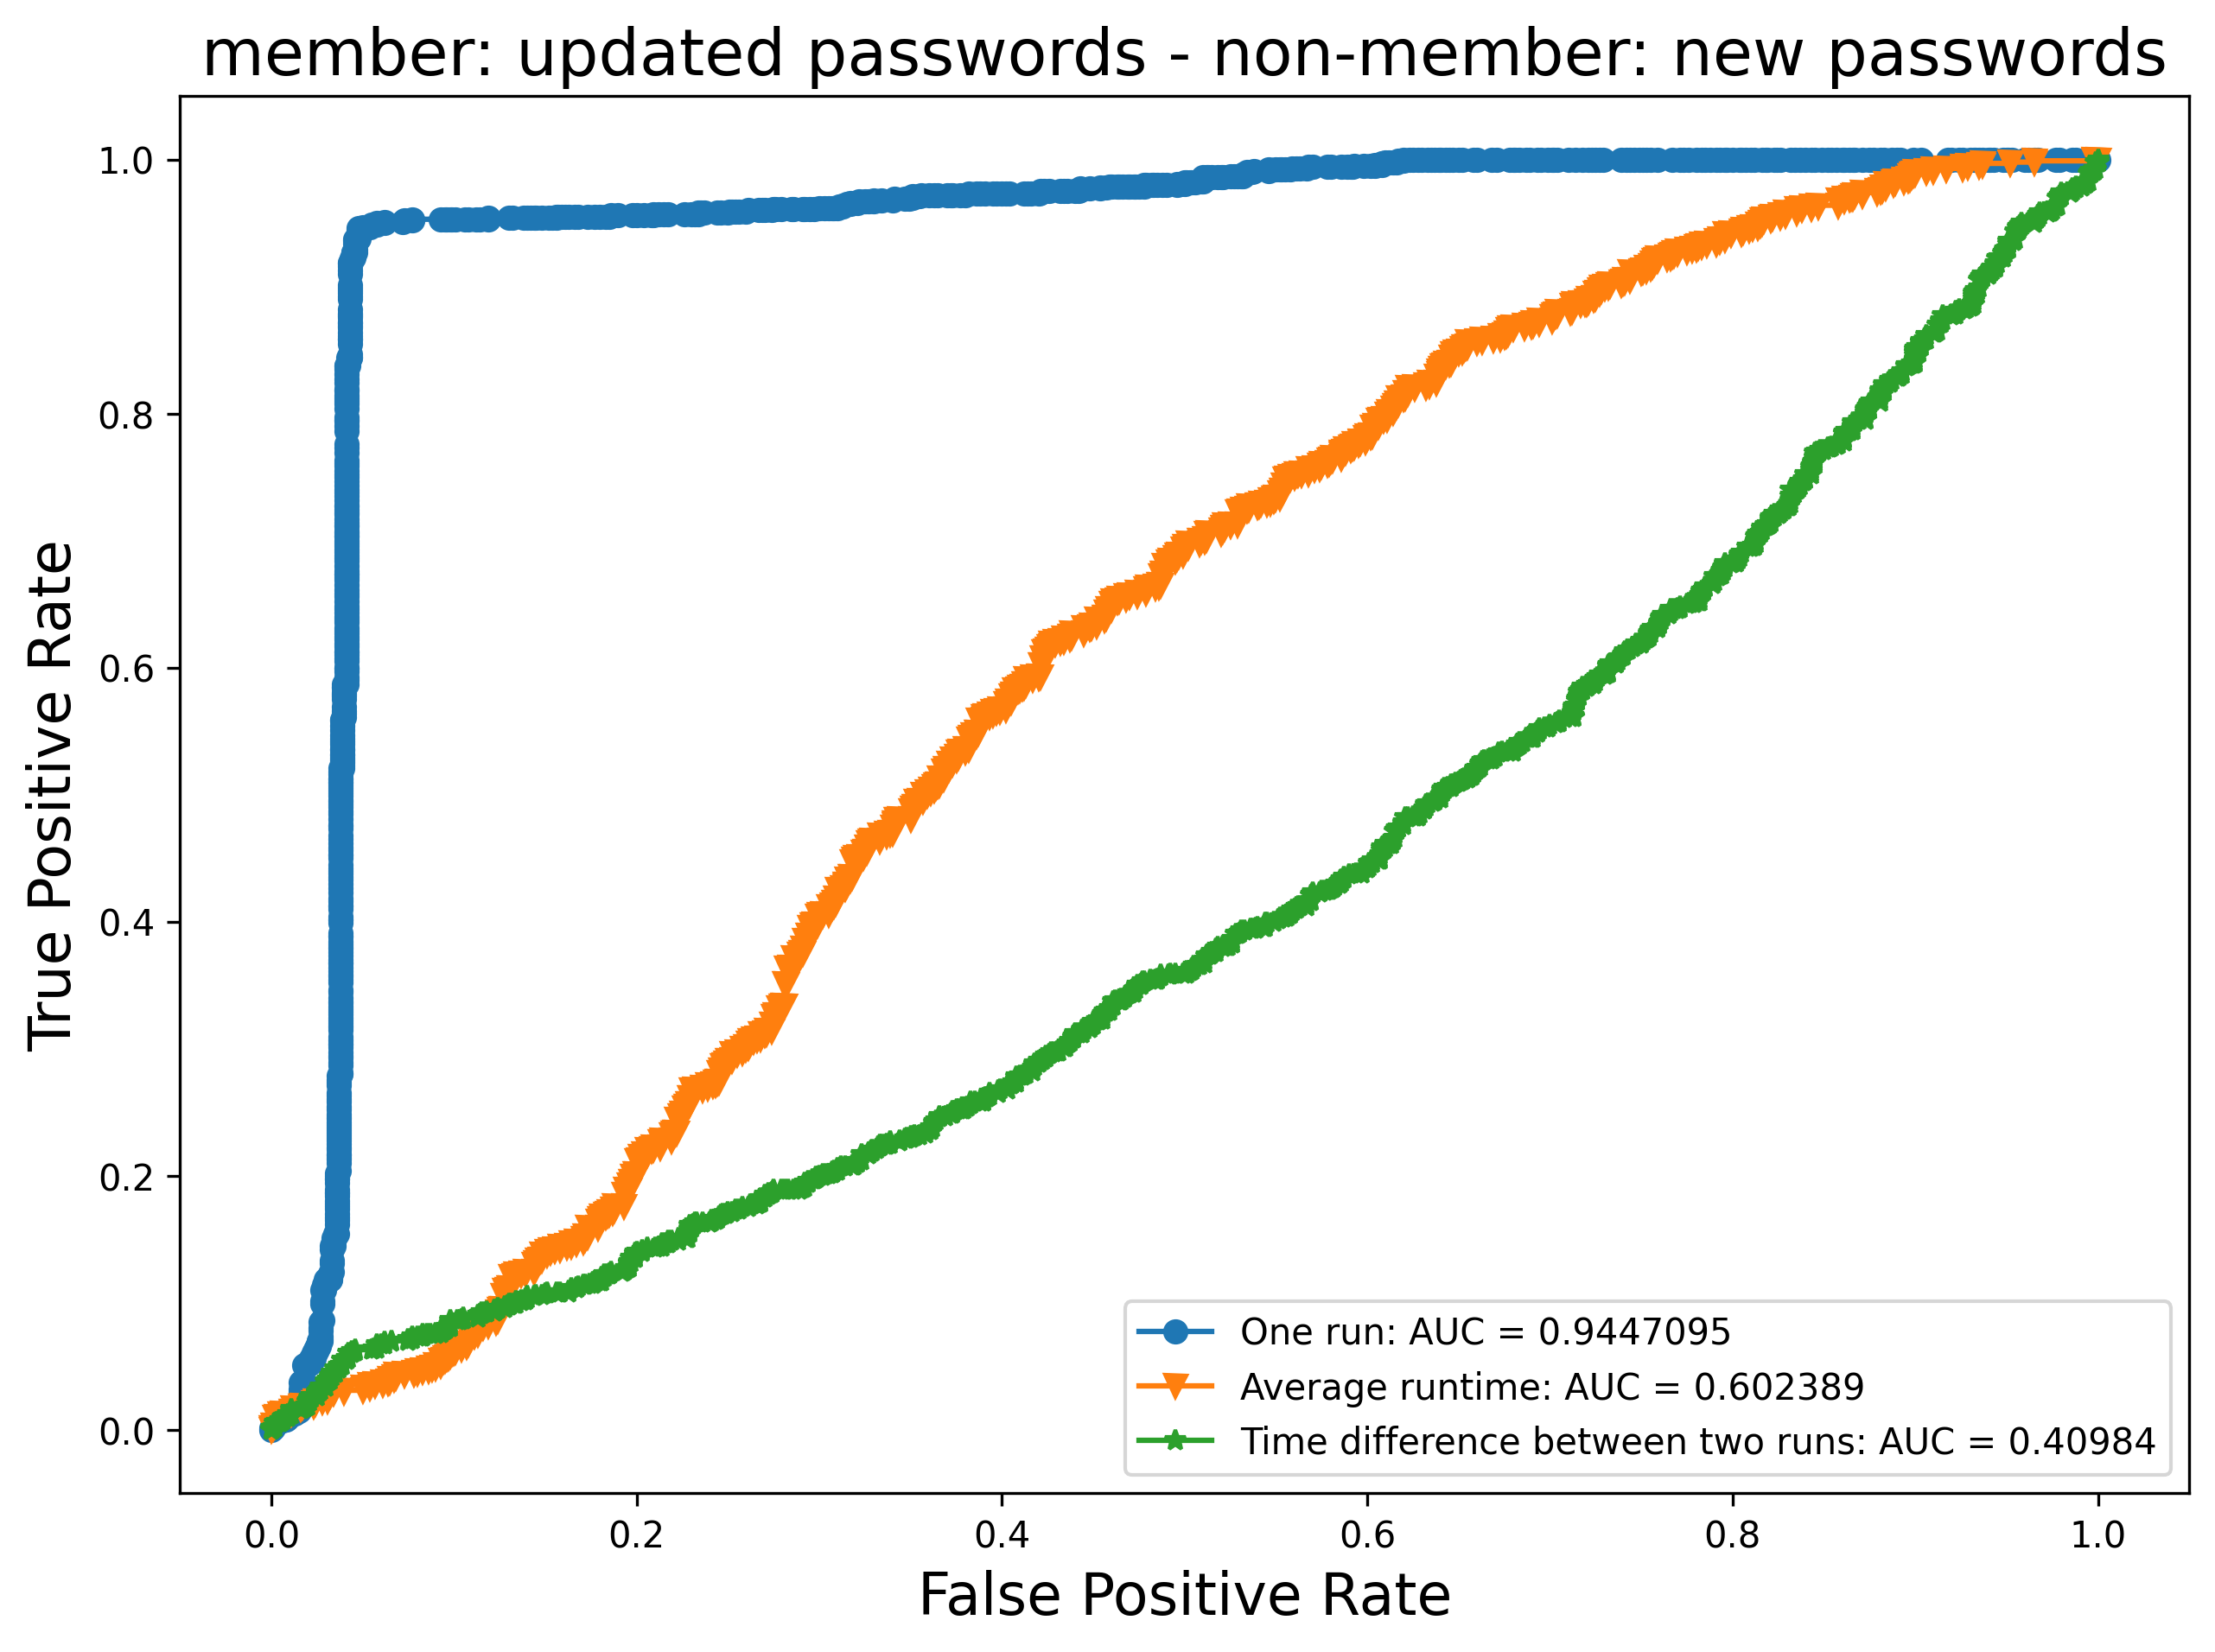 member: updated passwords - non-member: new passwords
True Positive Rate
1.0
0.8
0.6
0.4
0.2
0.0
One run: AUC = 0.9447095
Average runtime: AUC = 0.602389
Time difference between two runs: AUC = 0.40984
0.0 0.2 0.4 0.6 0.8 1.0
False Positive Rate